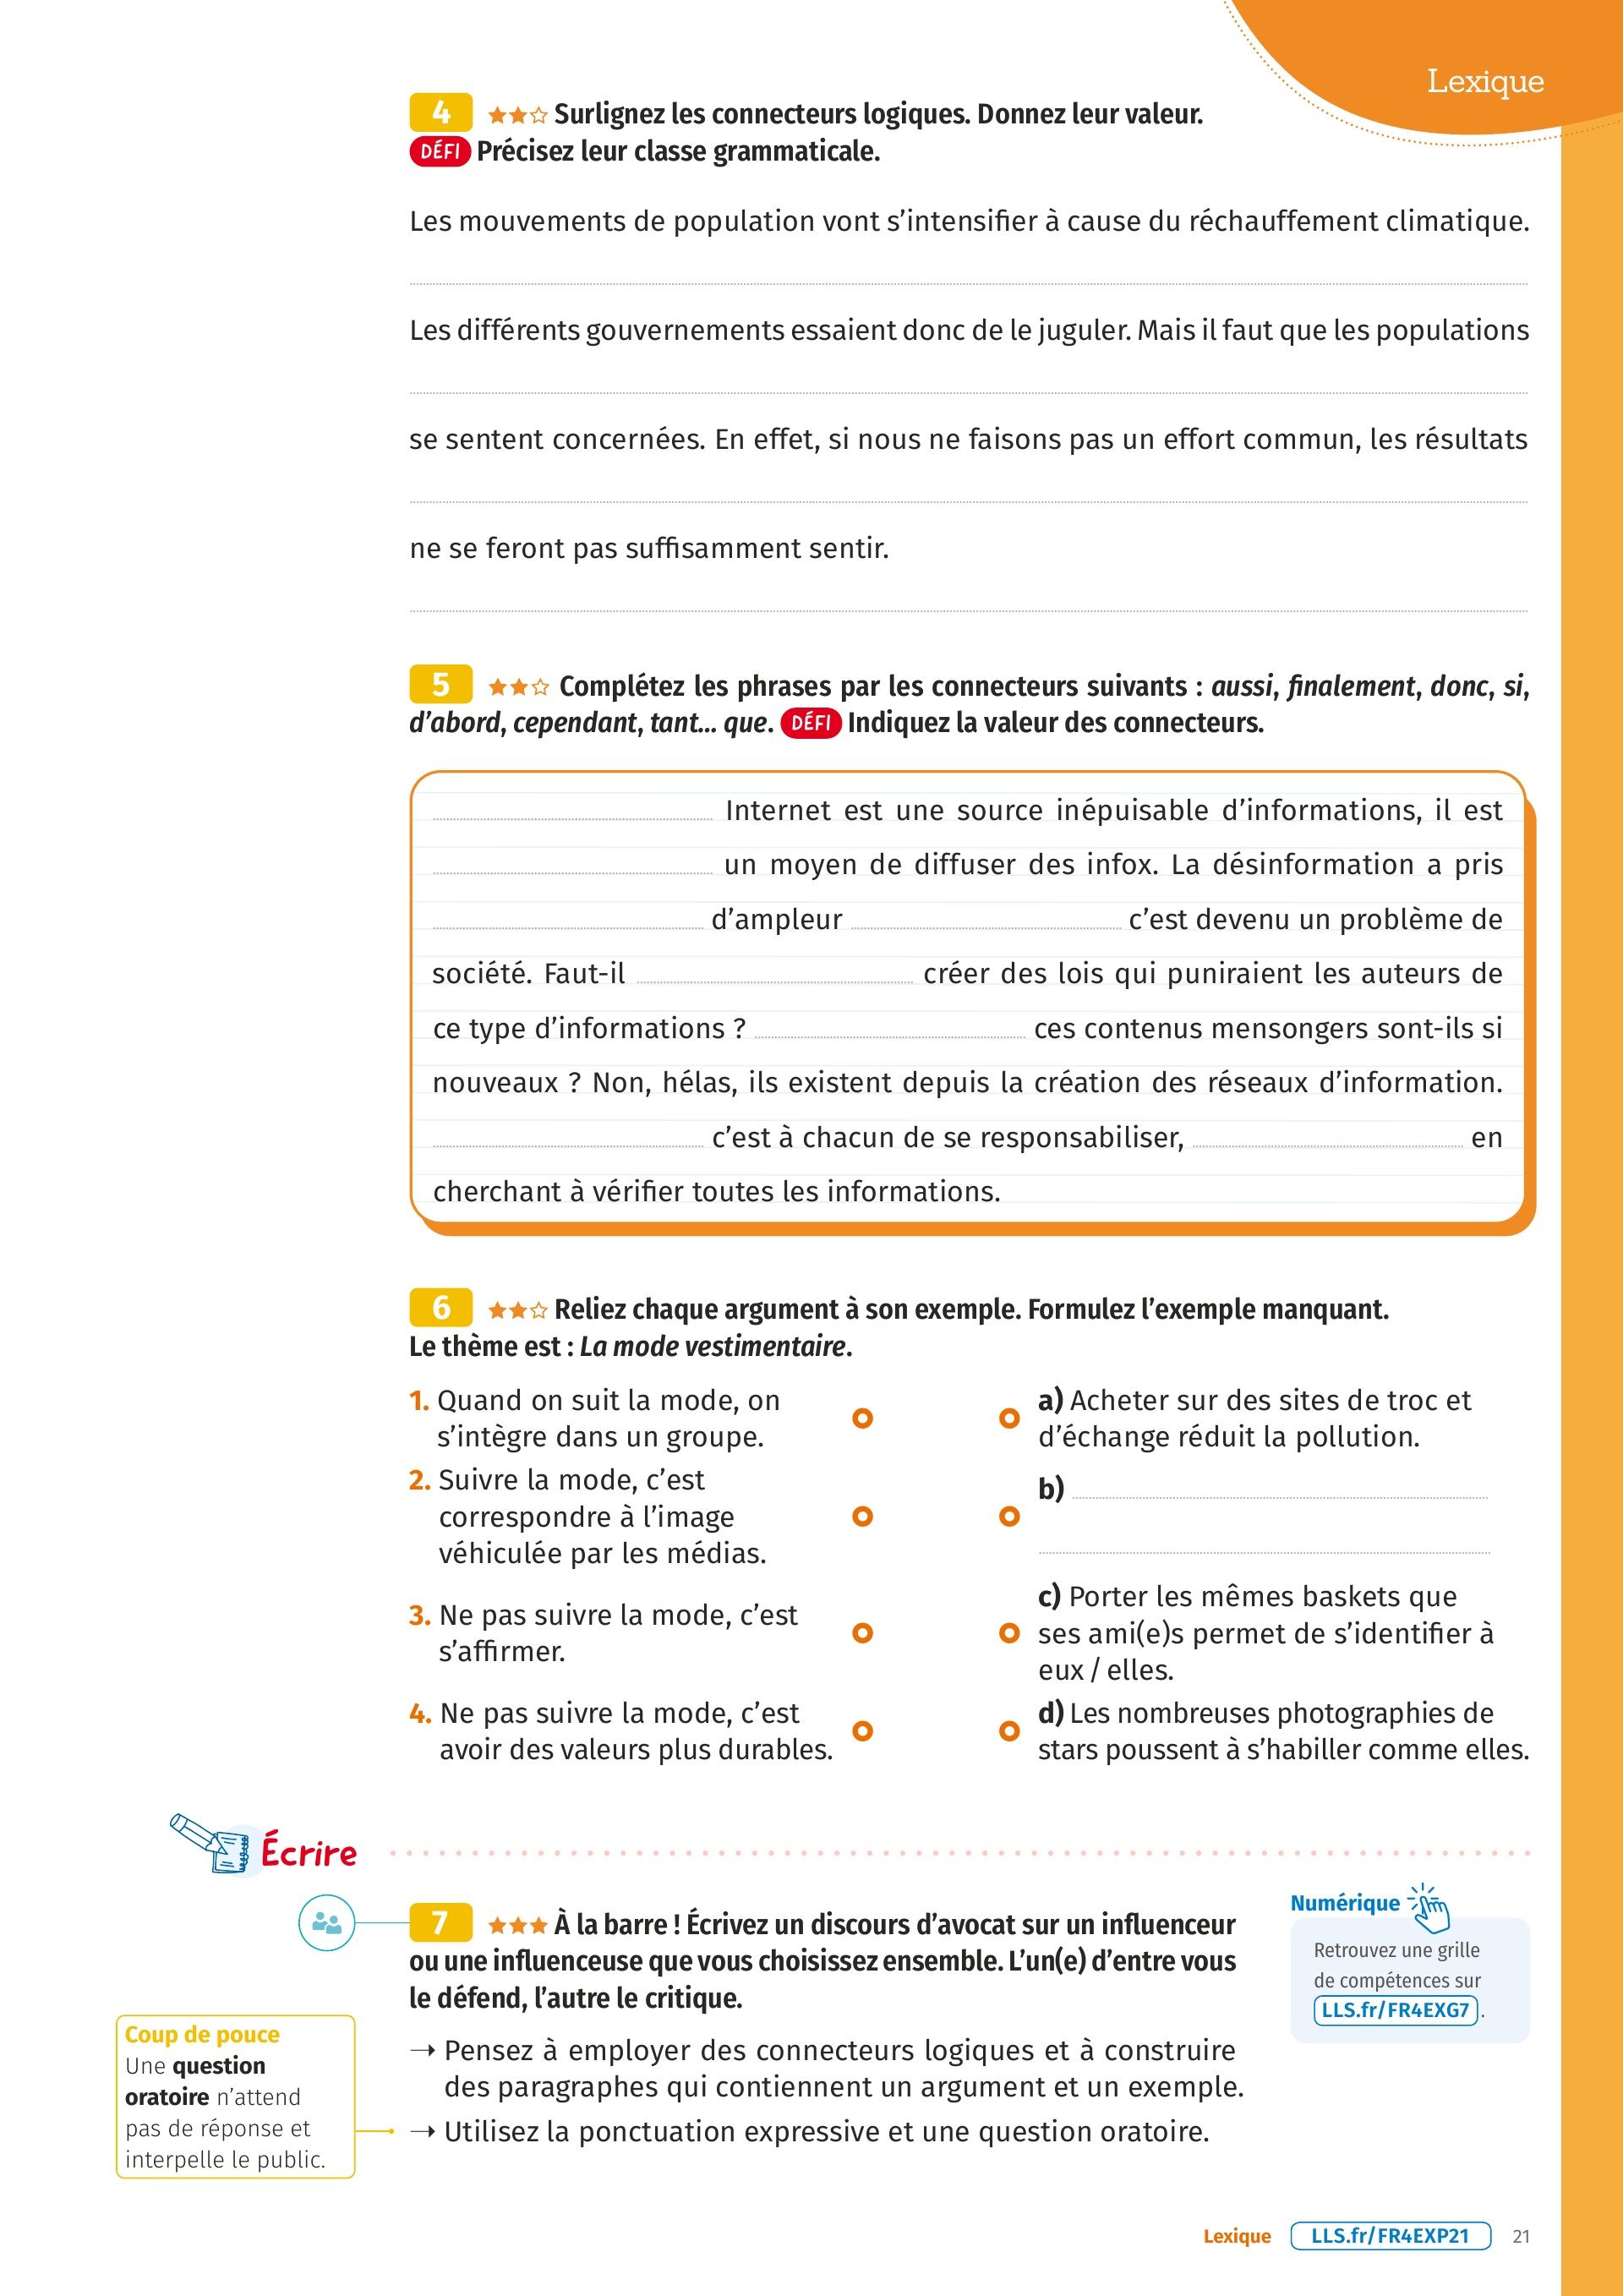 Lexique
4 Surlignez les connecteurs logiques. Donnez leur valeur.
DÉFI Précisez leur classe grammaticale.
Les mouvements de population vont s’intensifier à cause du réchauffement climatique.
Les différents gouvernements essaient donc de le juguler. Mais il faut que les populations
se sentent concernées. En effet, si nous ne faisons pas un effort commun, les résultats
ne se feront pas suffisamment sentir.
5 Complétez les phrases par les connecteurs suivants : aussi, finalement, donc, si,
d’abord, cependant, tant... que. DÉFI Indiquez la valeur des connecteurs.
Internet est une source inépuisable d’informations, il est
un moyen de diffuser des infox. La désinformation a pris
d’ampleur c’est devenu un problème de
société. Faut-il créer des lois qui puniraient les auteurs de
ce type d’informations ? ces contenus mensongers sont-ils si
nouveaux ? Non, hélas, ils existent depuis la création des réseaux d’information.
c’est à chacun de se responsabiliser, en
cherchant à vérifier toutes les informations.
6 Reliez chaque argument à son exemple. Formulez l’exemple manquant.
Le thème est : La mode vestimentaire.
1. Quand on suit la mode, on
s’intègre dans un groupe.
2. Suivre la mode, c’est
correspondre à l’image
véhiculée par les médias.
3. Ne pas suivre la mode, c’est
s’affirmer.
4. Ne pas suivre la mode, c’est
avoir des valeurs plus durables.
a) Acheter sur des sites de troc et
d’échange réduit la pollution.
b)
c) Porter les mêmes baskets que
ses ami(e)s permet de s’identifier à
eux / elles.
d) Les nombreuses photographies de
stars poussent à s’habiller comme elles.
Écrire
7 À la barre ! Écrivez un discours d’avocat sur un influenceur
ou une influenceuse que vous choisissez ensemble. L’un(e) d’entre vous
le défend, l’autre le critique.
→ Pensez à employer des connecteurs logiques et à construire
des paragraphes qui contiennent un argument et un exemple.
→ Utilisez la ponctuation expressive et une question oratoire.
Numérique
Retrouvez une grille
de compétences sur
LLS.fr/FR4EXG7 .
Coup de pouce
Une question
oratoire n’attend
pas de réponse et
interpelle le public.
Lexique LLS.fr/FR4EXP21 21